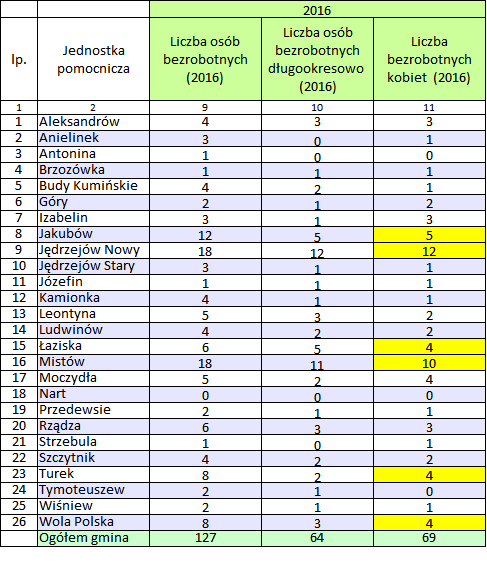 2016
lp. Jednostka pomocnicza Liczba osób bezrobotnych (2016) Liczba osób bezrobotnych długookresowo (2016) Liczba bezrobotnych kobiet (2016)
1 2 9 10 11
1 Aleksandrów 4 3 3
2 Anielinek 3 0 1
3 Antonina 1 0 0
4 Brzozówka 1 1 1
5 Budy Kumińskie 4 2 1
6 Góry 2 1 2
7 Izabelin 3 1 3
8 Jakubów 12 5 5
9 Jędrzejów Nowy 18 12 12
10 Jędrzejów Stary 3 1 1
11 Józefin 1 1 1
12 Kamionka 4 1 1
13 Leontyna 5 3 2
14 Ludwinów 4 2 2
15 Łaziska 6 5 4
16 Mistów 18 11 10
17 Moczydła 5 2 4
18 Nart 0 0 0
19 Przedewsie 2 1 1
20 Rządza 6 3 3
21 Strzebula 1 0 1
22 Szczytnik 4 2 2
23 Turek 8 2 4
24 Tymoteuszew 2 1 0
25 Wiśniew 2 1 1
26 Wola Polska 8 3 4
Ogółem gmina 127 64 69